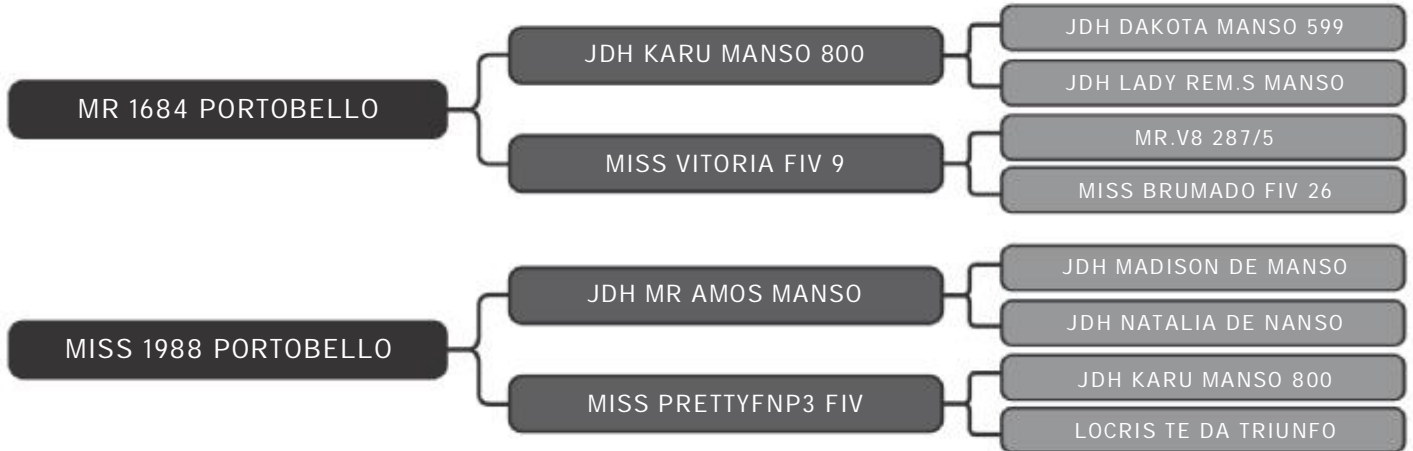 MR 1684 PORTOBELLO
JDH KARU MANSO 800
JDH DAKOTA MANSO 599
JDH LADY REM.S MANSO
MISS VITORIA FIV 9
MR.V8 287/5
MISS BRUMADO FIV 26
MISS 1988 PORTOBELLO
JDH MR AMOS MANSO
JDH MADISON DE MANSO
JDH NATALIA DE NANSO
MISS PRETTYFNP3 FIV
JDH KARU MANSO 800
LOCRIS TE DA TRIUNFO